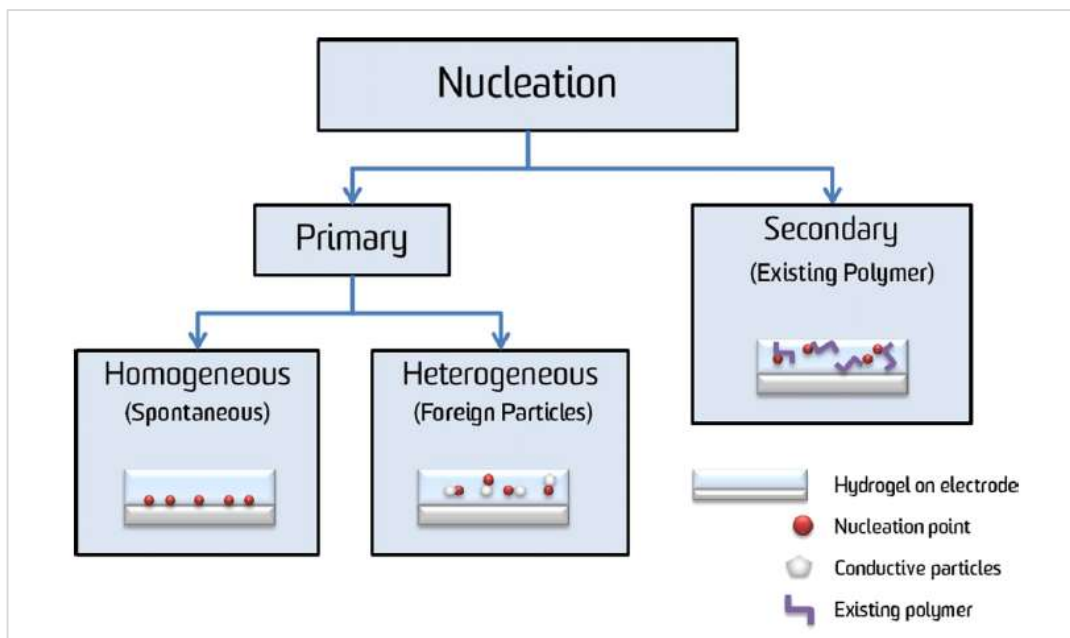 Nucleation
Primary
Secondary
(Existing Polymer)
Homogeneous
(Spontaneous)
Heterogeneous
(Foreign Particles)
Hydrogel on electrode
Nucleation point
Conductive particles
Existing polymer